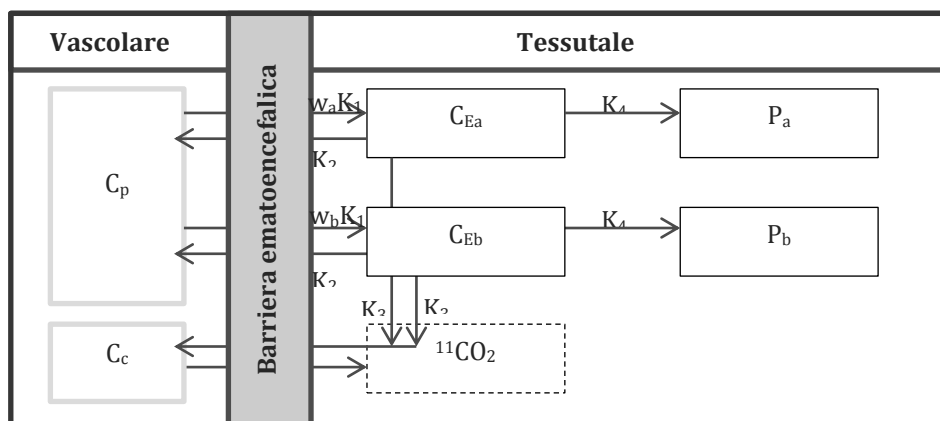 Vascolare
Tessutale
Barriera ematoencefalica
waK1
CEa
K4
Pa
K2
Cp
wbK1
CEb
K4
Pb
K2
K3
K3
Cc
11CO2